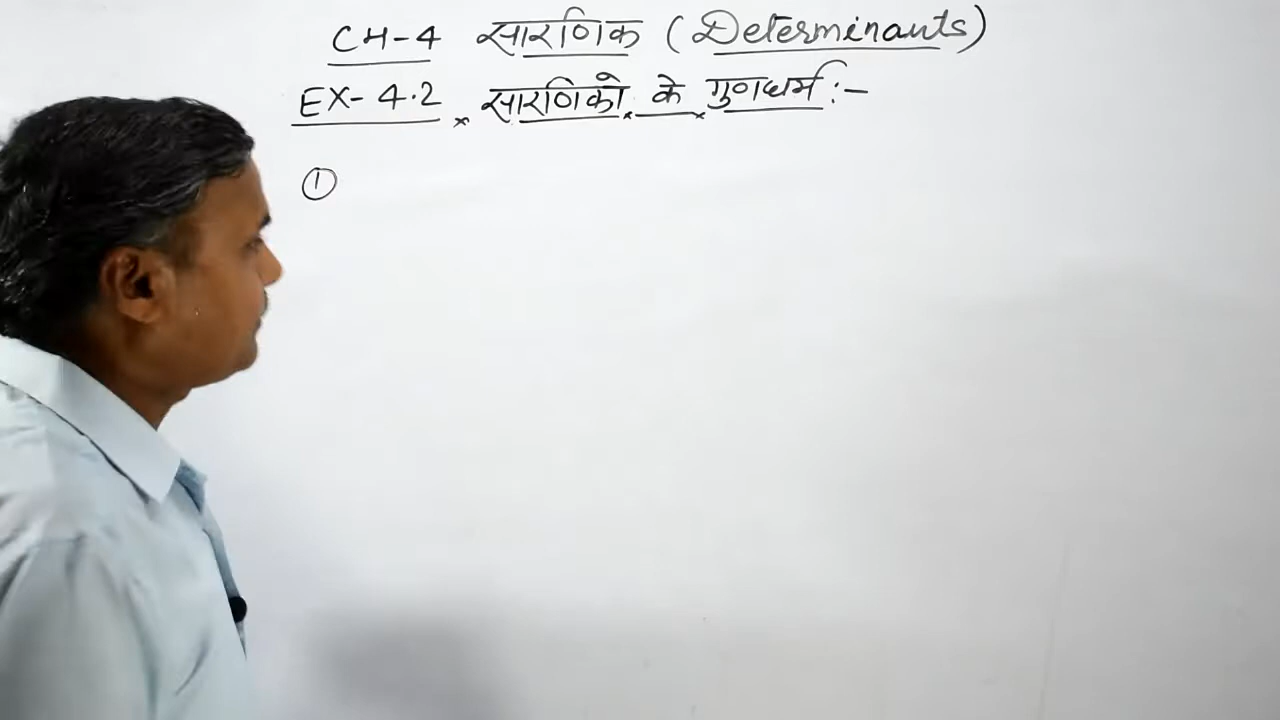 CH-4 सारणिक (Determinants)
EX-4.2 सारणिको के गुणधर्म :-
①